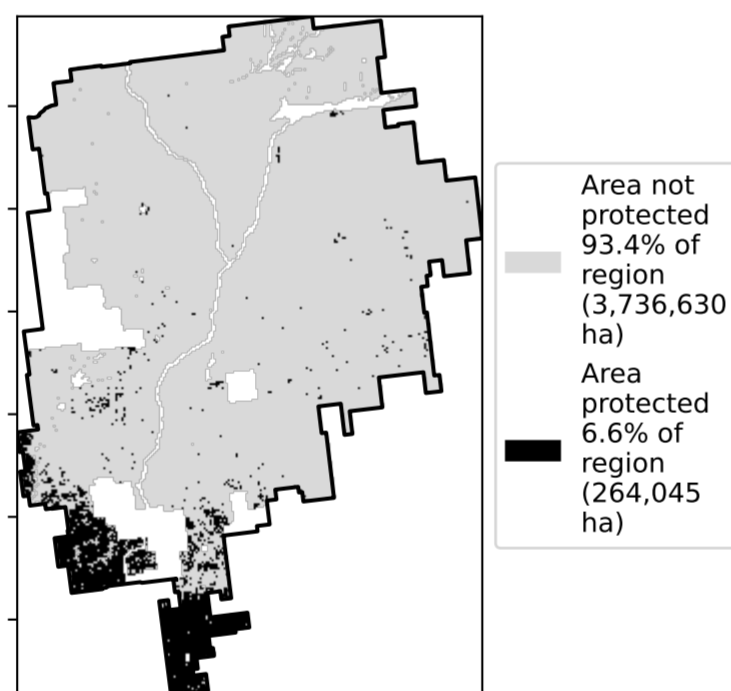 Area not
protected
93.4% of
region
(3,736,630
ha)
Area
protected
6.6% of
region
(264,045
ha)